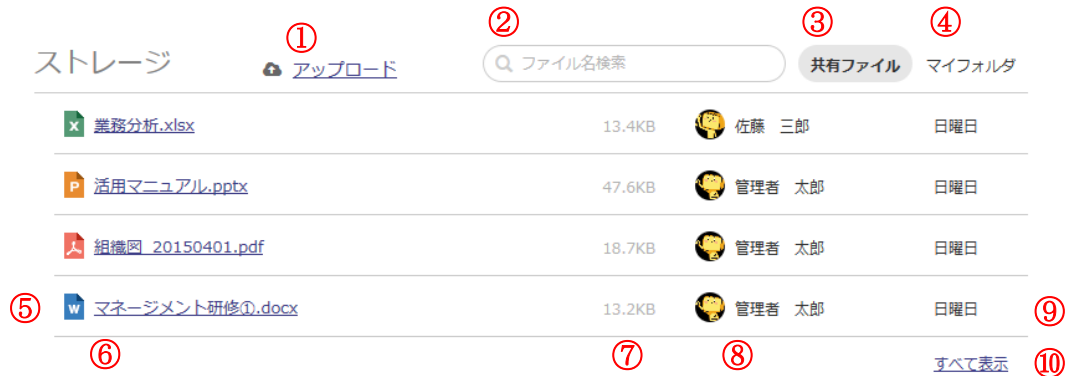 ① ② ③ ④
ストレージ アップロード ファイル名検索 共有ファイル マイフォルダ
業務分析.xlsx 13.4KB 佐藤 三郎 日曜日
活用マニュアル.pptx 47.6KB 管理者 太郎 日曜日
組織図_20150401.pdf 18.7KB 管理者 太郎 日曜日
⑤ マネージメント研修①.docx 13.2KB 管理者 太郎 日曜日 ⑨
⑥ ⑦ ⑧ すべて表示 ⑩